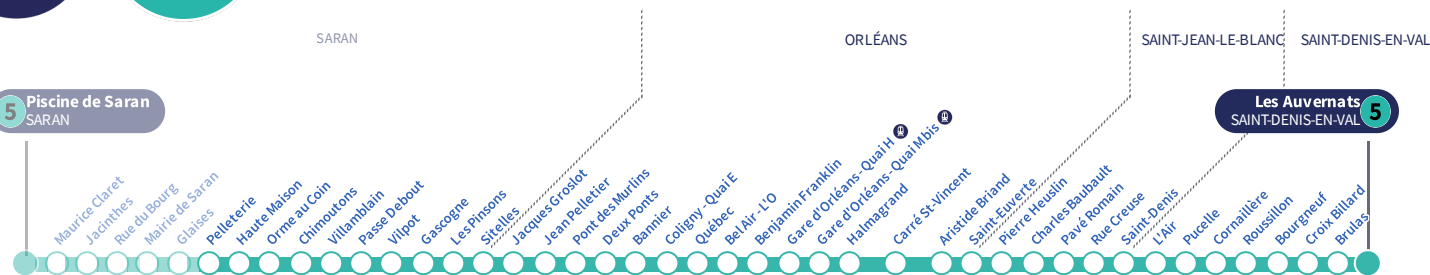 SARAN
ORLÉANS
SAINT-JEAN-LE-BLANC
SAINT-DENIS-EN-VAL
5
Piscine de Saran
SARAN
Les Auvernats
SAINT-DENIS-EN-VAL
5
Maurice Claret
Jacinthes
Rue du Bourg
Mairie de Saran
Glaises
Pelleterie
Haute Maison
Orme au Coin
Chimoutons
Villamblain
Passe Debout
Vilpot
Gascogne
Les Pinsons
Sitelles
Jacques Groslot
Jean Pelletier
Pont des Murlins
Deux Ponts
Bannier
Coligny - Quai E
Québec
Bel Air - L'O
Benjamin Franklin
Gare d'Orléans - Quai H
Gare d'Orléans - Quai Mbis
Halmagrand
Carré St-Vincent
Aristide Briand
Saint-Euverte
Pierre Heuslin
Charles Baubault
Pavé Romain
Rue Creuse
Saint-Denis
L'Air
Pucelle
Cornaillère
Roussillon
Bourgneuf
Croix Billard
Brulas